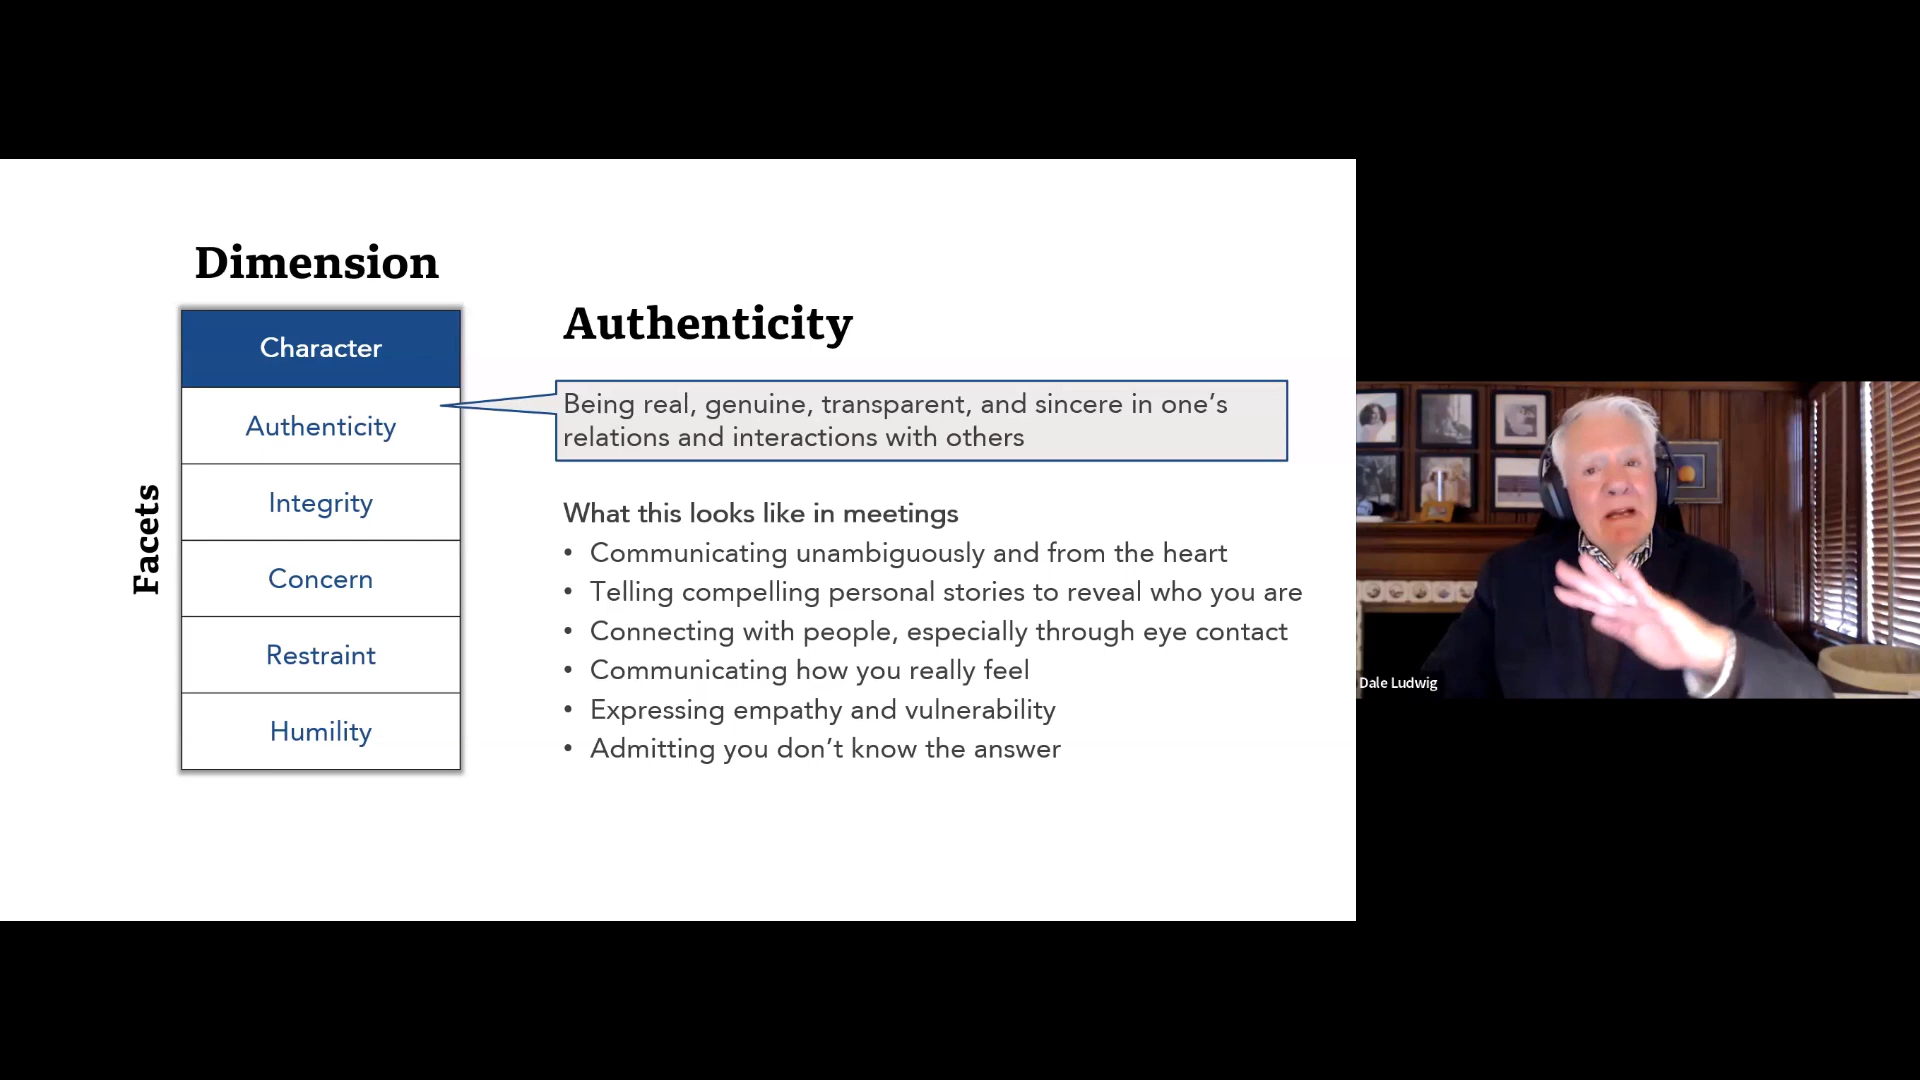 Dimension
Character
Authenticity
Integrity
Concern
Restraint
Humility
Facets
Authenticity
Being real, genuine, transparent, and sincere in one’s
relations and interactions with others
What this looks like in meetings
• Communicating unambiguously and from the heart
• Telling compelling personal stories to reveal who you are
• Connecting with people, especially through eye contact
• Communicating how you really feel
• Expressing empathy and vulnerability
• Admitting you don’t know the answer
Dale Ludwig